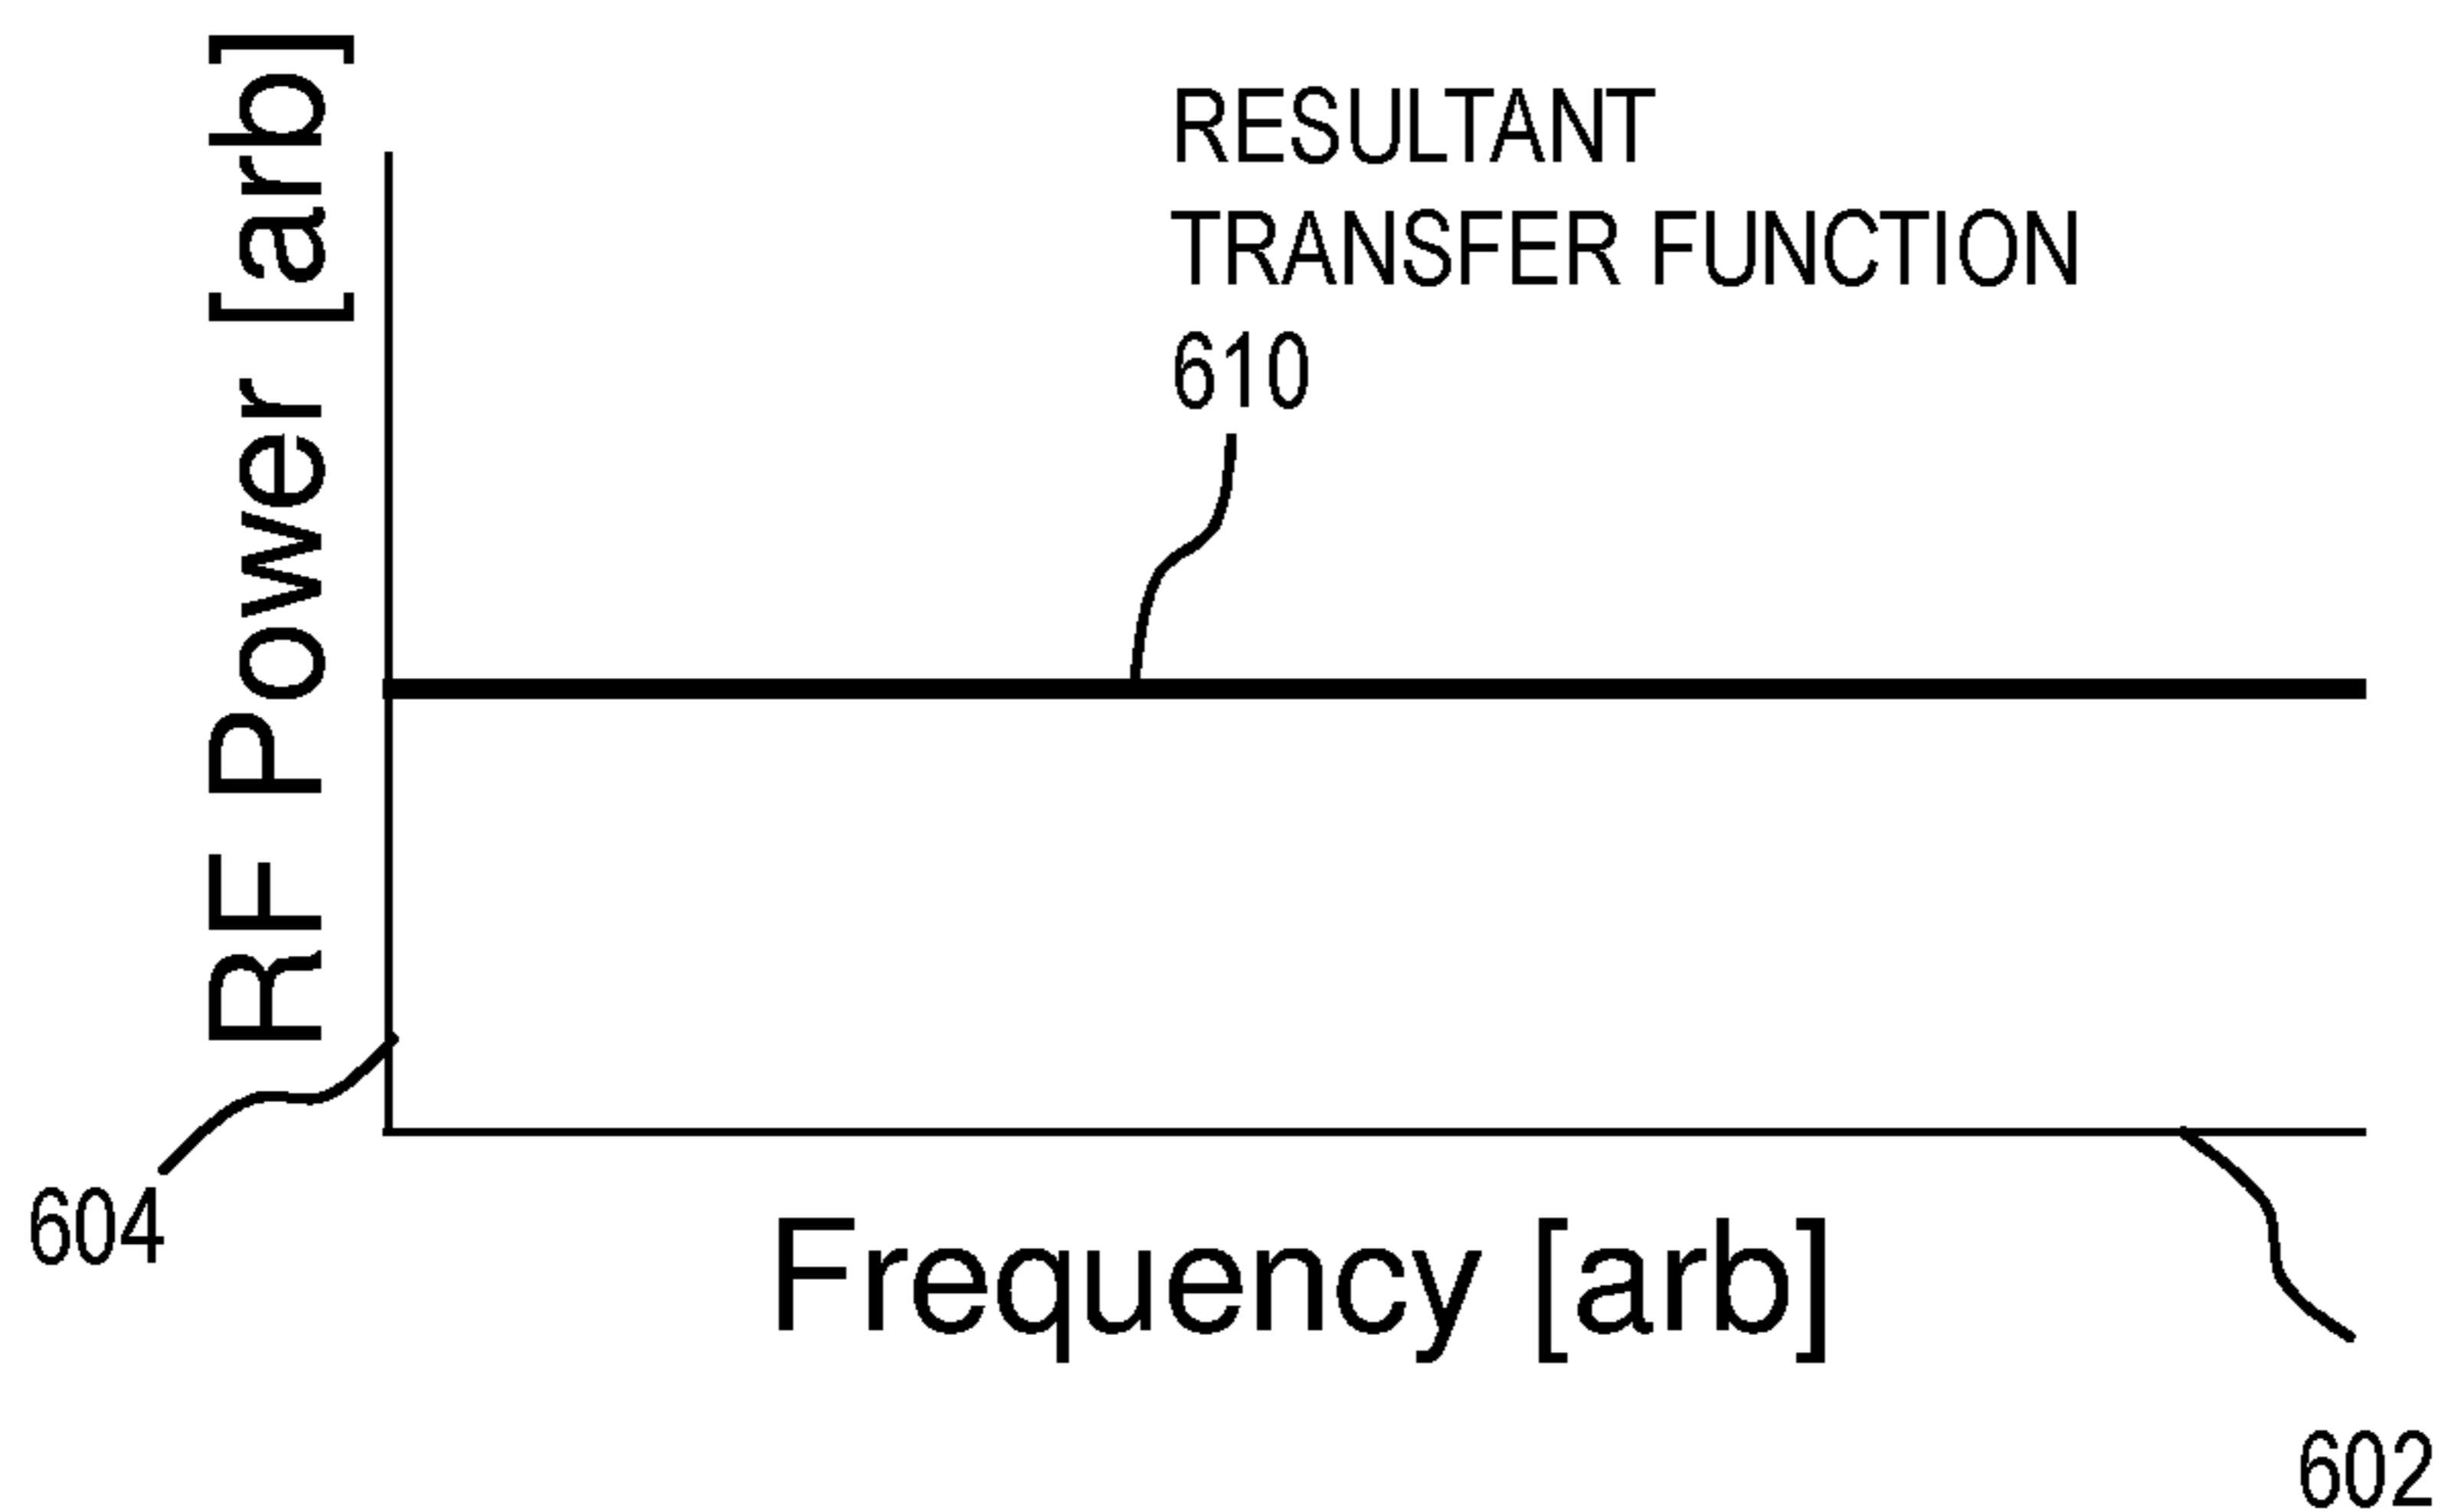 RF Power [arb]
RESULTANT
TRANSFER FUNCTION
610
604
Frequency [arb]
602